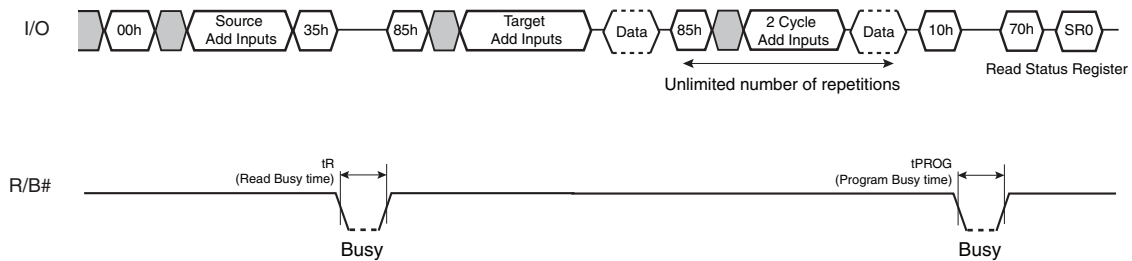 I/O 00h Source Add Inputs 35h 85h Target Add Inputs Data 85h 2 Cycle Add Inputs Data 10h 70h SR0
Unlimited number of repetitions
Read Status Register
R/B#
tR
(Read Busy time)
Busy
tPROG
(Program Busy time)
Busy